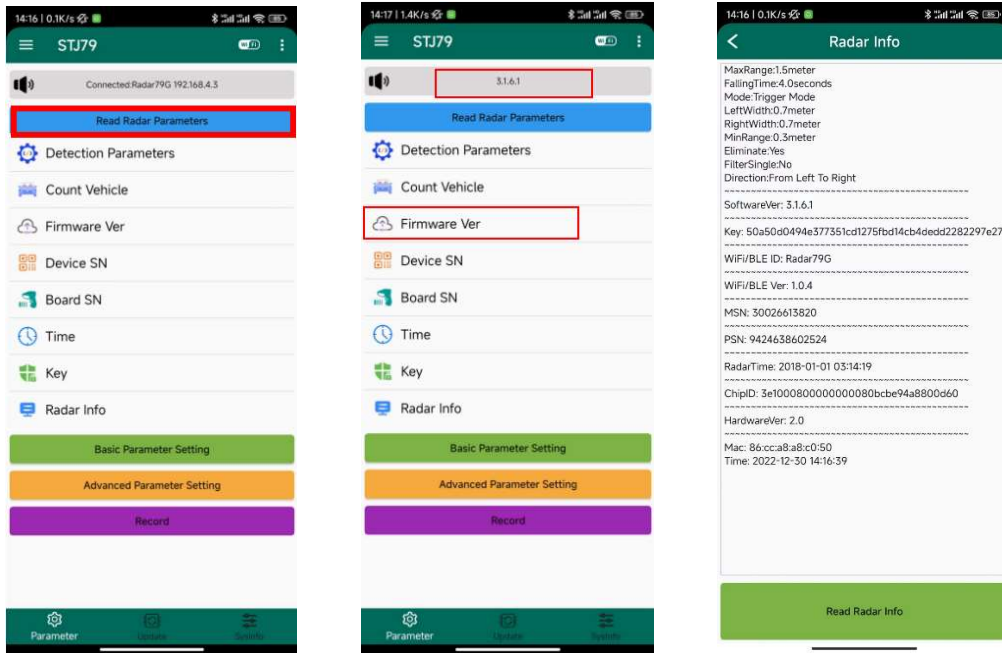 14:16 | 0.1K/s
STJ79
WiFi
Connected:Radar79G 192.168.4.3
Read Radar Parameters
Detection Parameters
Count Vehicle
Firmware Ver
Device SN
Board SN
Time
Key
Radar Info
Basic Parameter Setting
Advanced Parameter Setting
Record
Parameter
Update
SysInfo
14:17 | 1.4K/s
STJ79
WiFi
3.1.6.1
Read Radar Parameters
Detection Parameters
Count Vehicle
Firmware Ver
Device SN
Board SN
Time
Key
Radar Info
Basic Parameter Setting
Advanced Parameter Setting
Record
Parameter
Update
SysInfo
14:16 | 0.1K/s
Radar Info
MaxRange:1.5meter
FallingTime:4.0seconds
Mode:Trigger Mode
LeftWidth:0.7meter
RightWidth:0.7meter
MinRange:0.3meter
Eliminate:Yes
FilterSingle:No
Direction:From Left To Right
~~~~~~~~~~~~~~~~~~~~~~~~~~~~~~~~~~~~~~~~
SoftwareVer: 3.1.6.1
~~~~~~~~~~~~~~~~~~~~~~~~~~~~~~~~~~~~~~~~
Key: 50a50d0494e377351cd1275fbd14cb4dedd2282297e27
~~~~~~~~~~~~~~~~~~~~~~~~~~~~~~~~~~~~~~~~
WiFi/BLE ID: Radar79G
~~~~~~~~~~~~~~~~~~~~~~~~~~~~~~~~~~~~~~~~
WiFi/BLE Ver: 1.0.4
~~~~~~~~~~~~~~~~~~~~~~~~~~~~~~~~~~~~~~~~
MSN: 30026613820
~~~~~~~~~~~~~~~~~~~~~~~~~~~~~~~~~~~~~~~~
PSN: 9424638602524
~~~~~~~~~~~~~~~~~~~~~~~~~~~~~~~~~~~~~~~~
RadarTime: 2018-01-01 03:14:19
~~~~~~~~~~~~~~~~~~~~~~~~~~~~~~~~~~~~~~~~
ChipID: 3e1000800000000080bcbe94a8800d60
~~~~~~~~~~~~~~~~~~~~~~~~~~~~~~~~~~~~~~~~
HardwareVer: 2.0
~~~~~~~~~~~~~~~~~~~~~~~~~~~~~~~~~~~~~~~~
Mac: 86:cc:a8:a8:c0:50
Time: 2022-12-30 14:16:39
Read Radar Info